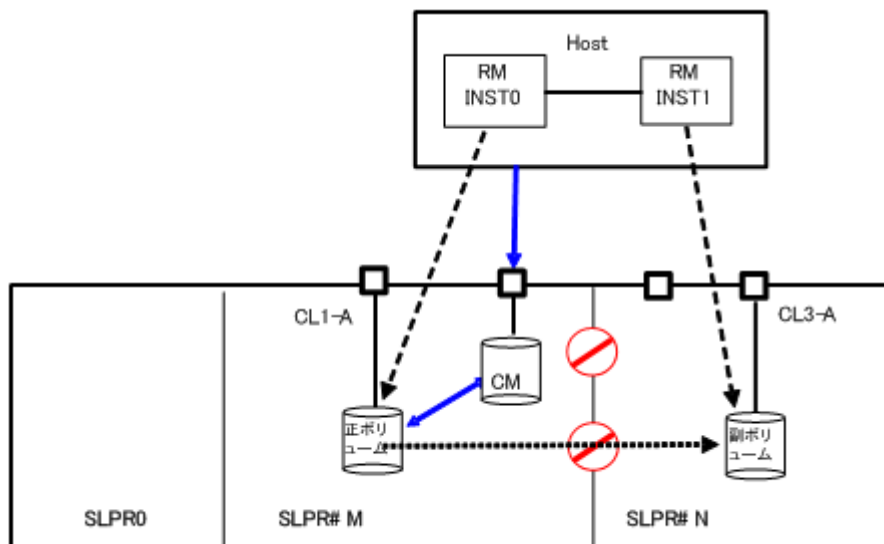 Host
RM
INST0
RM
INST1
CL1-A
CL3-A
CM
正ボリ
ューム
副ボリ
ューム
SLPR0
SLPR# M
SLPR# N